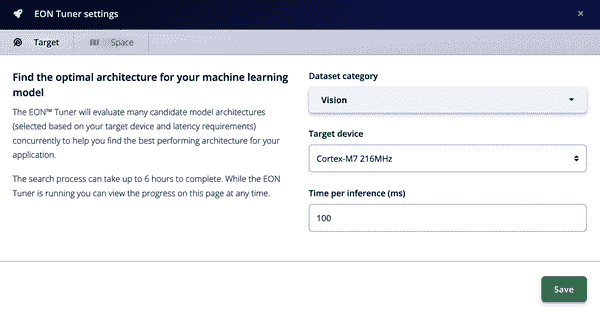 EON Tuner settings
×
Target
Space
Find the optimal architecture for your machine learning
model
The EON™ Tuner will evaluate many candidate model architectures
(selected based on your target device and latency requirements)
concurrently to help you find the best performing architecture for your
application.
The search process can take up to 6 hours to complete. While the EON
Tuner is running you can view the progress on this page at any time.
Dataset category
Vision
Target device
Cortex-M7 216MHz
Time per inference (ms)
100
Save